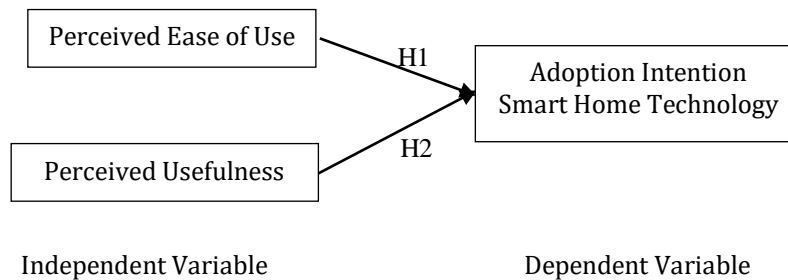 Perceived Ease of Use
H1
Adoption Intention
Smart Home Technology
H2
Perceived Usefulness
Independent Variable
Dependent Variable